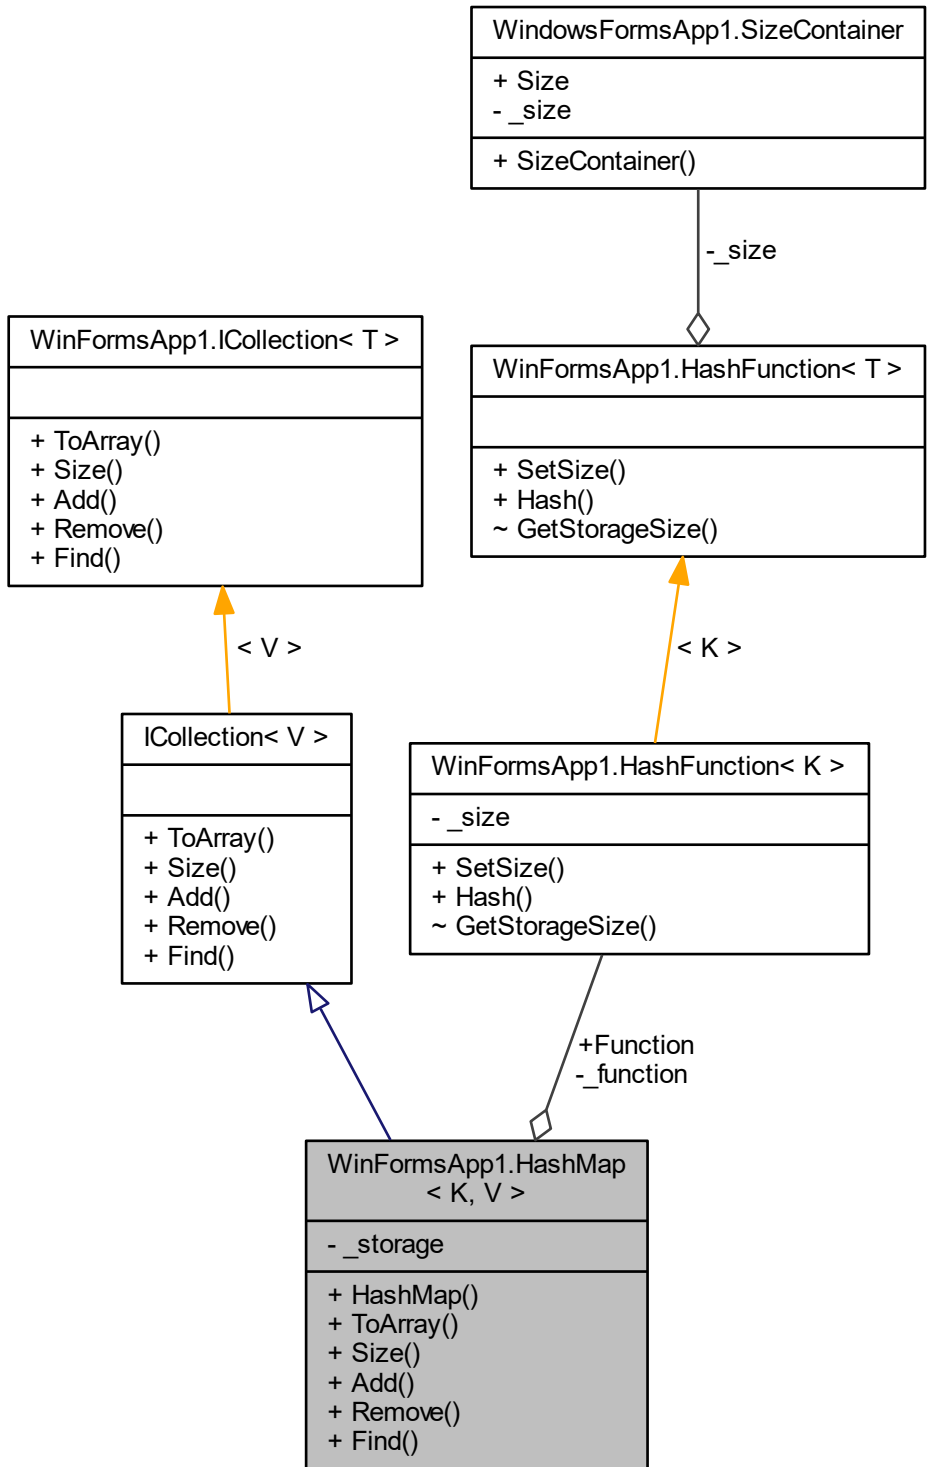 WindowsFormsApp1.SizeContainer
+ Size
- _size
+ SizeContainer()
-_size
WinFormsApp1.ICollection< T >
+ ToArray()
+ Size()
+ Add()
+ Remove()
+ Find()
WinFormsApp1.HashFunction< T >
+ SetSize()
+ Hash()
~ GetStorageSize()
< V >
< K >
ICollection< V >
+ ToArray()
+ Size()
+ Add()
+ Remove()
+ Find()
WinFormsApp1.HashFunction< K >
- _size
+ SetSize()
+ Hash()
~ GetStorageSize()
+Function
-_function
WinFormsApp1.HashMap
< K, V >
- _storage
+ HashMap()
+ ToArray()
+ Size()
+ Add()
+ Remove()
+ Find()